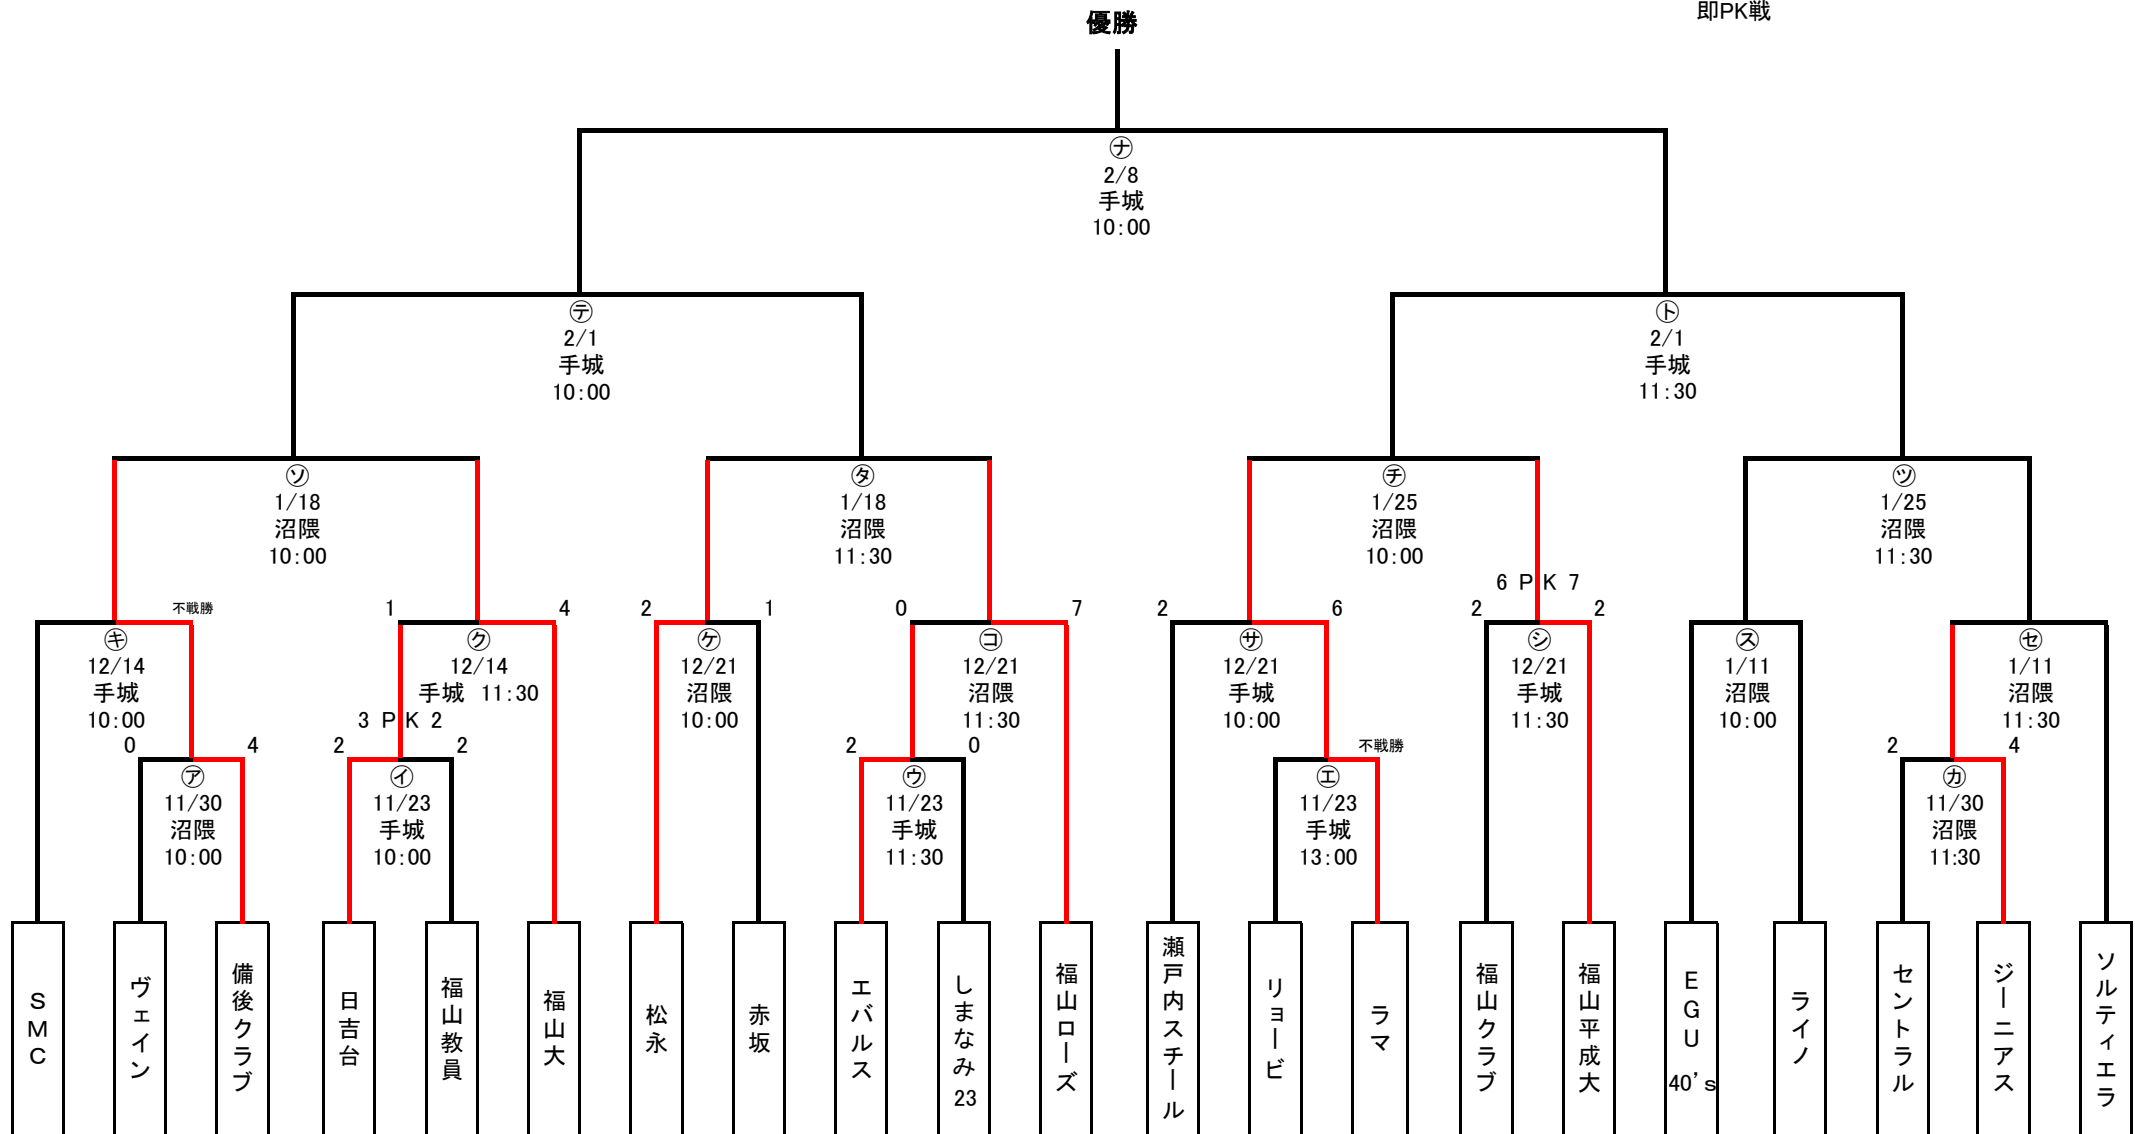 即PK戦
優勝
㋤
2/8
手城
10:00
㋢
2/1
手城
10:00
㋣
2/1
手城
11:30
㋞
1/18
沼隈
10:00
㋟
1/18
沼隈
11:30
㋠
1/25
沼隈
10:00
㋡
1/25
沼隈
11:30
不戦勝
㋖
12/14
手城
10:00
1 4
㋗
12/14
手城 11:30
2 1
㋘
12/21
沼隈
10:00
0 7
㋙
12/21
沼隈
11:30
2 6
㋚
12/21
手城
10:00
6 PK 7
2 2
㋛
12/21
手城
11:30
㋜
1/11
沼隈
10:00
㋝
1/11
沼隈
11:30
0 4
㋐
11/30
沼隈
10:00
3 PK 2
2 2
㋑
11/23
手城
10:00
2 0
㋒
11/23
手城
11:30
不戦勝
㋓
11/23
手城
13:00
2 4
㋕
11/30
沼隈
11:30
SMC
ヴェイン
備後クラブ
日吉台
福山教員
福山大
松永
赤坂
エバルス
しまなみ23
福山ローズ
瀬戸内スチール
リョービ
ラマ
福山クラブ
福山平成大
EGU 40's
ライノ
セントラル
ジーニアス
ソルティエラ